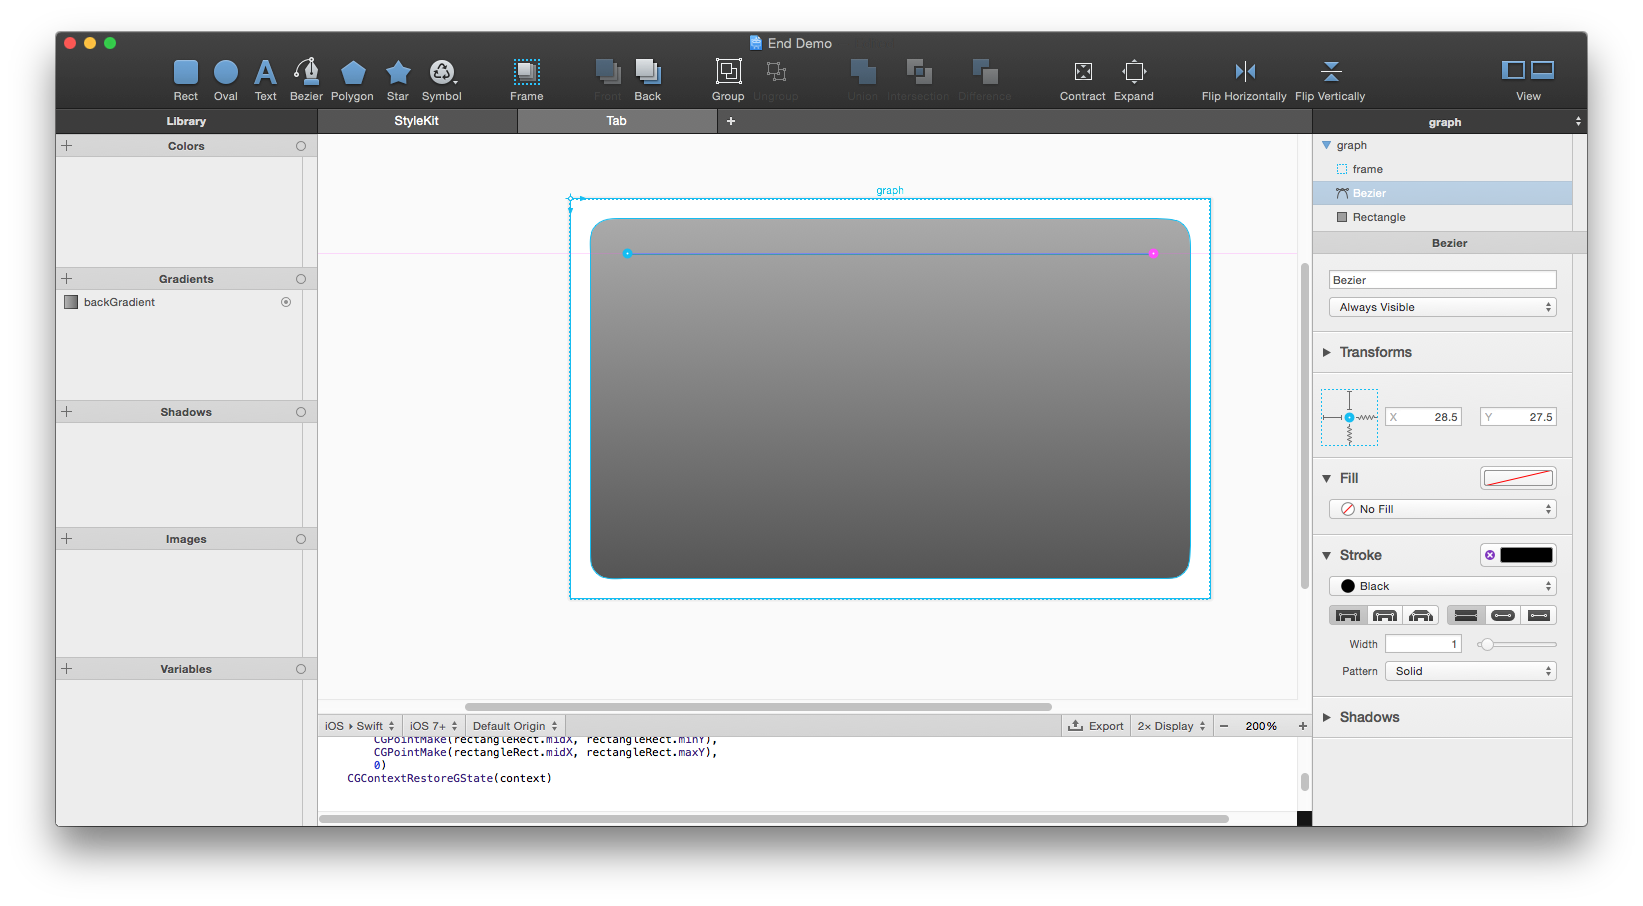 End Demo
Rect Oval Text Bezier Polygon Star Symbol Frame Front Back Group Ungroup Union Intersection Difference Contract Expand Flip Horizontally Flip Vertically View
Library StyleKit Tab + graph
Colors
Gradients
backGradient
Shadows
Images
Variables
graph
iOS › Swift iOS 7+ Default Origin Export 2× Display − 200% +
CGPointMake(rectangleRect.midX, rectangleRect.minY),
CGPointMake(rectangleRect.midX, rectangleRect.maxY),
0)
CGContextRestoreGState(context)
graph
frame
Bezier
Rectangle
Bezier
Bezier
Always Visible
Transforms
X 28.5 Y 27.5
Fill
No Fill
Stroke
Black
Width 1
Pattern Solid
Shadows